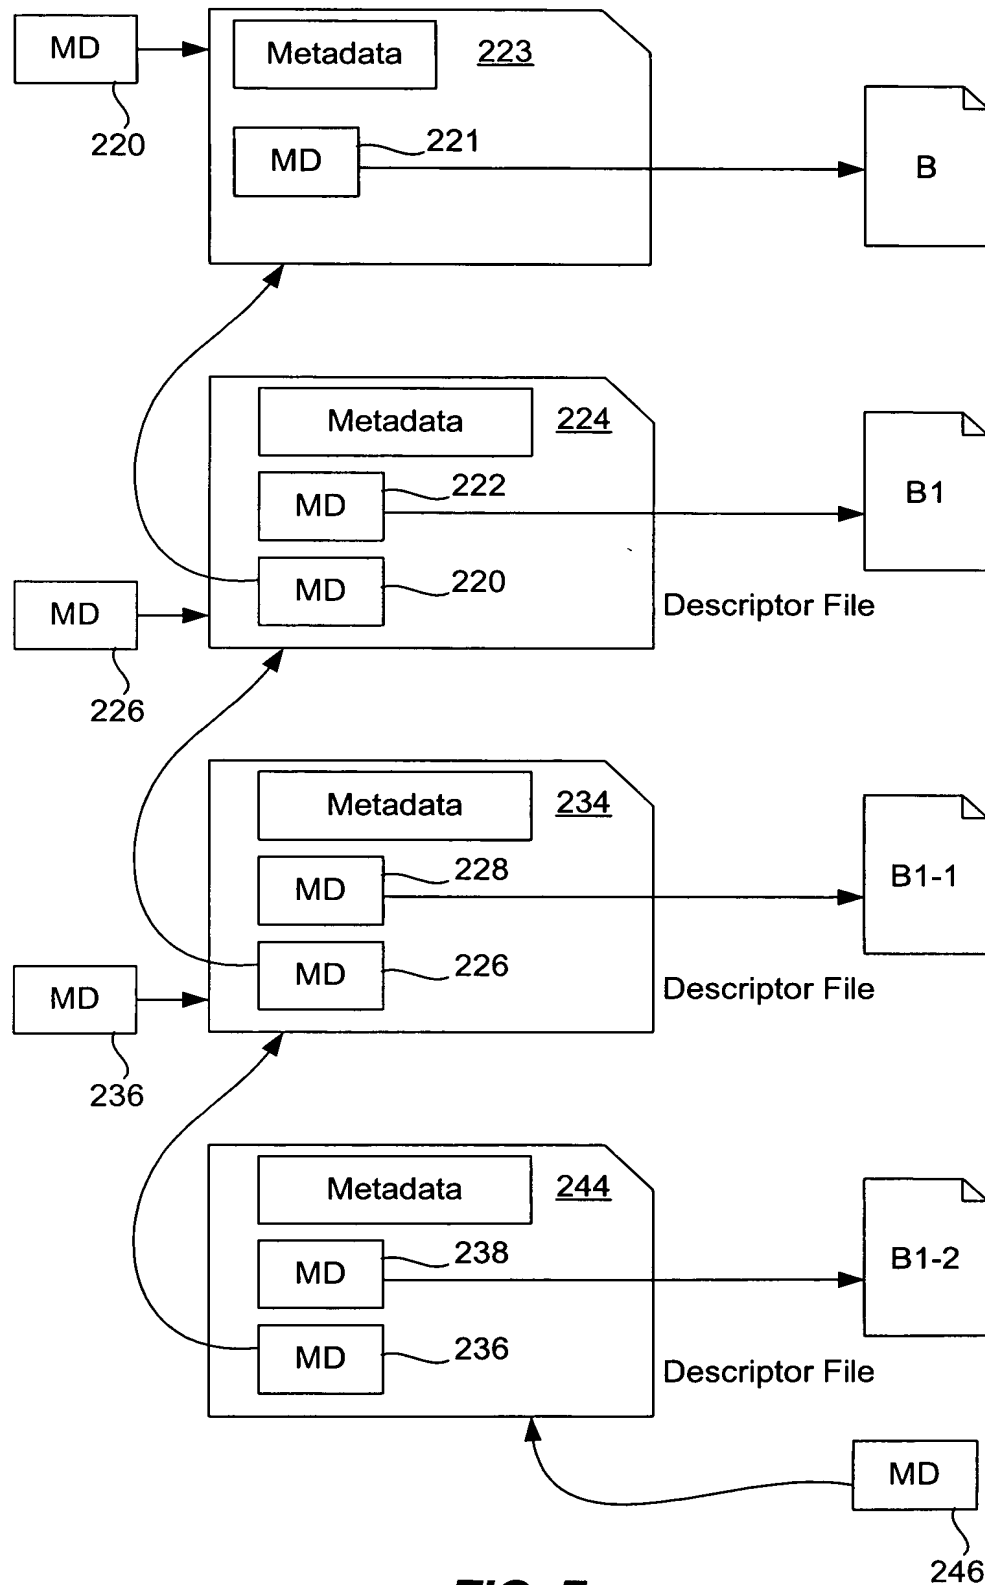 MD
220
Metadata
223
MD
221
B
Metadata
224
MD
222
B1
MD
220
Descriptor File
MD
226
Metadata
234
MD
228
B1-1
MD
226
Descriptor File
MD
236
Metadata
244
MD
238
B1-2
MD
236
Descriptor File
MD
246